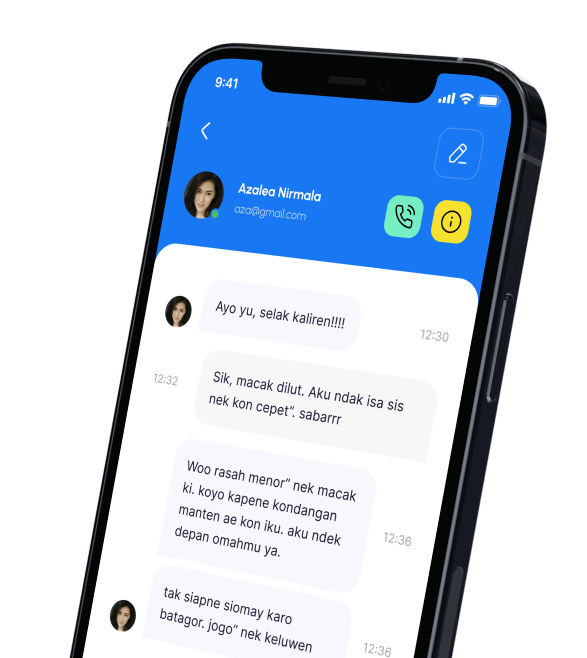 9:41
Azalea Nirmala
aza@gmail.com
Ayo yu, selak kaliren!!!!
12:30
Sik, macak dilut. Aku ndak isa sis
nek kon cepet”. sabarrr
12:32
Woo rasah menor” nek macak
ki. koyo kapene kondangan
manten ae kon iku. aku ndek
depan omahmu ya.
12:36
tak siapne siomay karo
batagor. jogo” nek keluwen
12:36